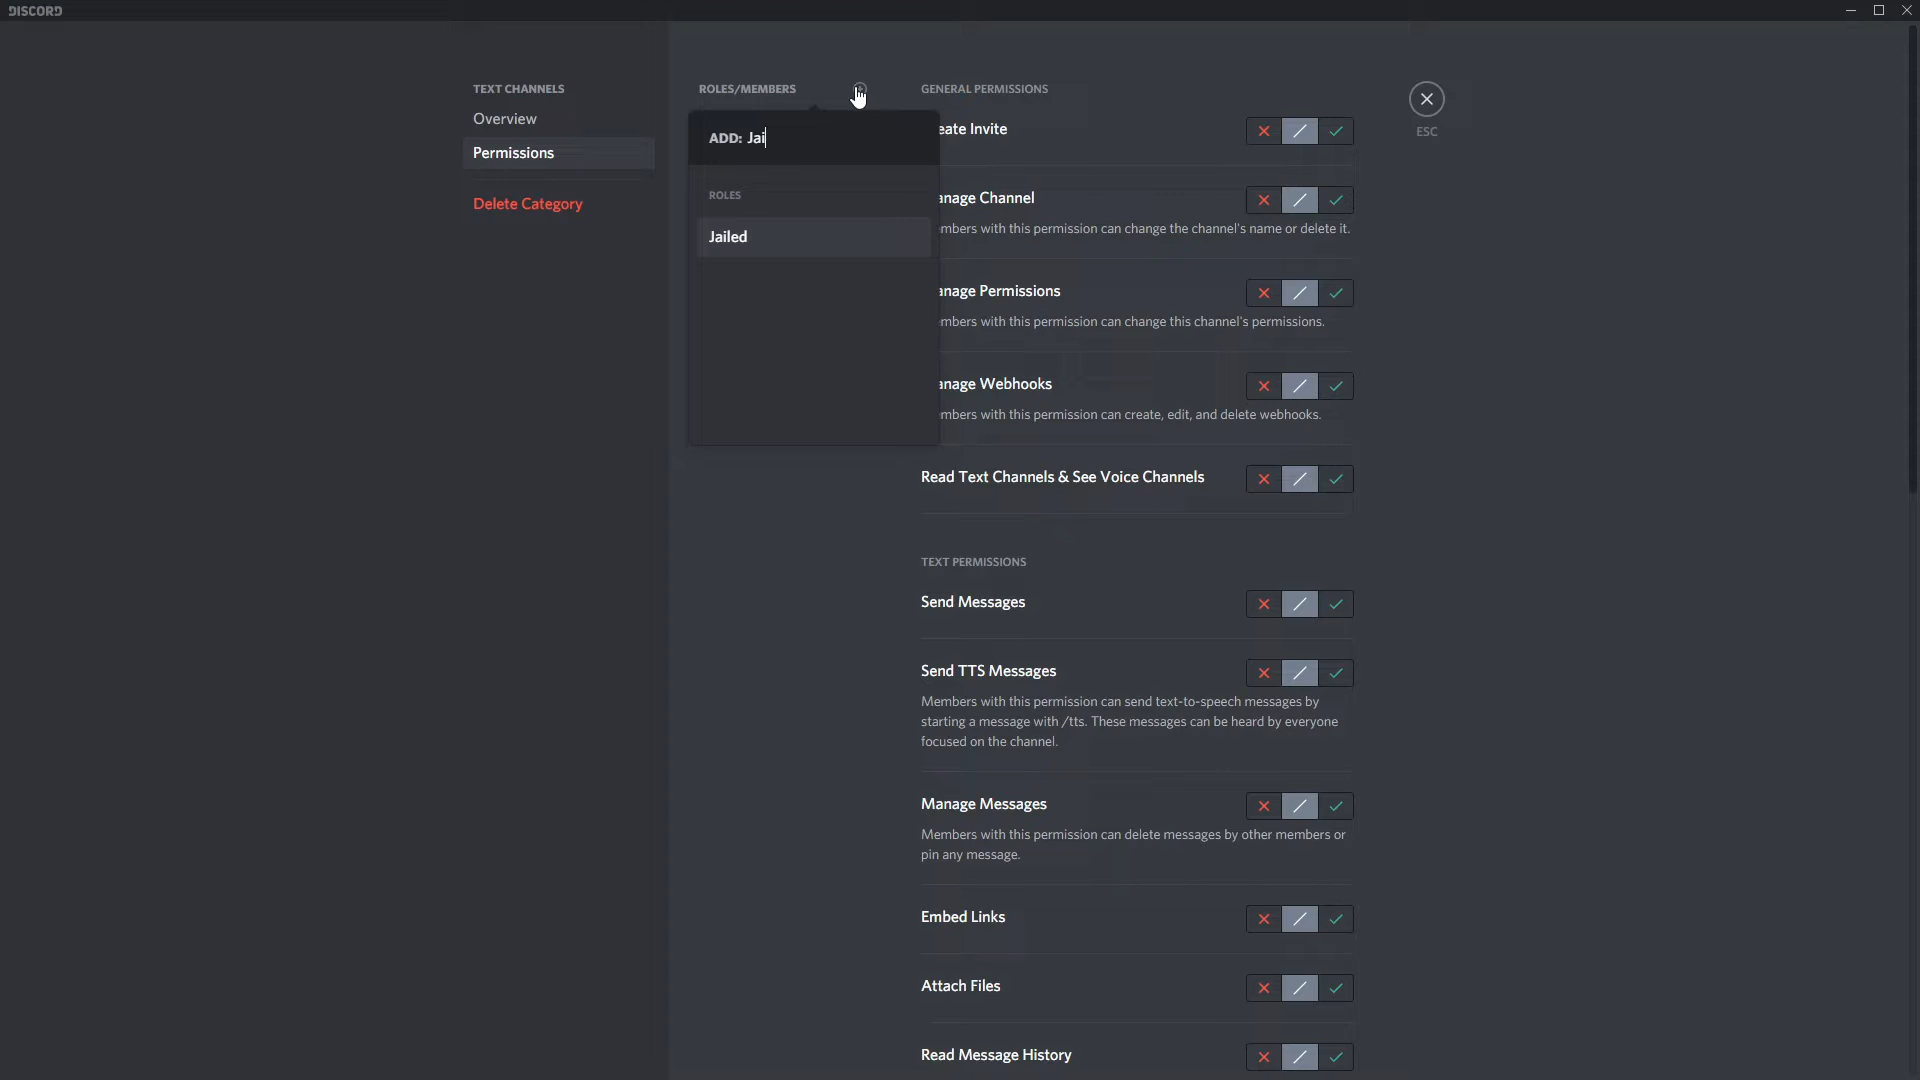 DISCORD
TEXT CHANNELS
Overview
Permissions
Delete Category
ROLES/MEMBERS
ADD: Jai
ROLES
Jailed
GENERAL PERMISSIONS
eate Invite
anage Channel
mbers with this permission can change the channel's name or delete it.
anage Permissions
mbers with this permission can change this channel's permissions.
anage Webhooks
mbers with this permission can create, edit, and delete webhooks.
Read Text Channels & See Voice Channels
TEXT PERMISSIONS
Send Messages
Send TTS Messages
Members with this permission can send text-to-speech messages by
starting a message with /tts. These messages can be heard by everyone
focused on the channel.
Manage Messages
Members with this permission can delete messages by other members or
pin any message.
Embed Links
Attach Files
Read Message History
ESC